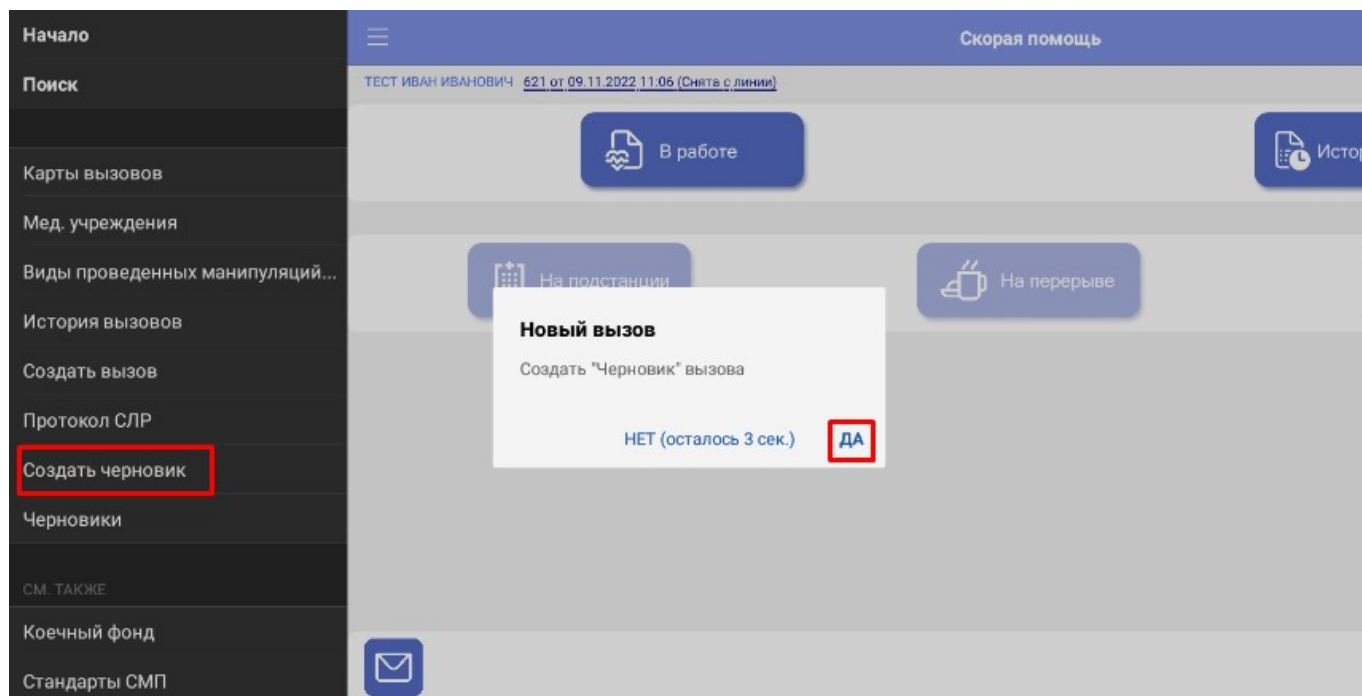 Начало
Поиск
Карты вызовов
Мед. учреждения
Виды проведенных манипуляций...
История вызовов
Создать вызов
Протокол СЛР
Создать черновик
Черновики
СМ. ТАКЖЕ
Коечный фонд
Стандарты СМП
Скорая помощь
ТЕСТ ИВАН ИВАНОВИЧ 621 от 09.11.2022 11:06 (Снята с линии)
В работе
Истор
На подстанции
На перерыве
Новый вызов
Создать "Черновик" вызова
НЕТ (осталось 3 сек.) ДА